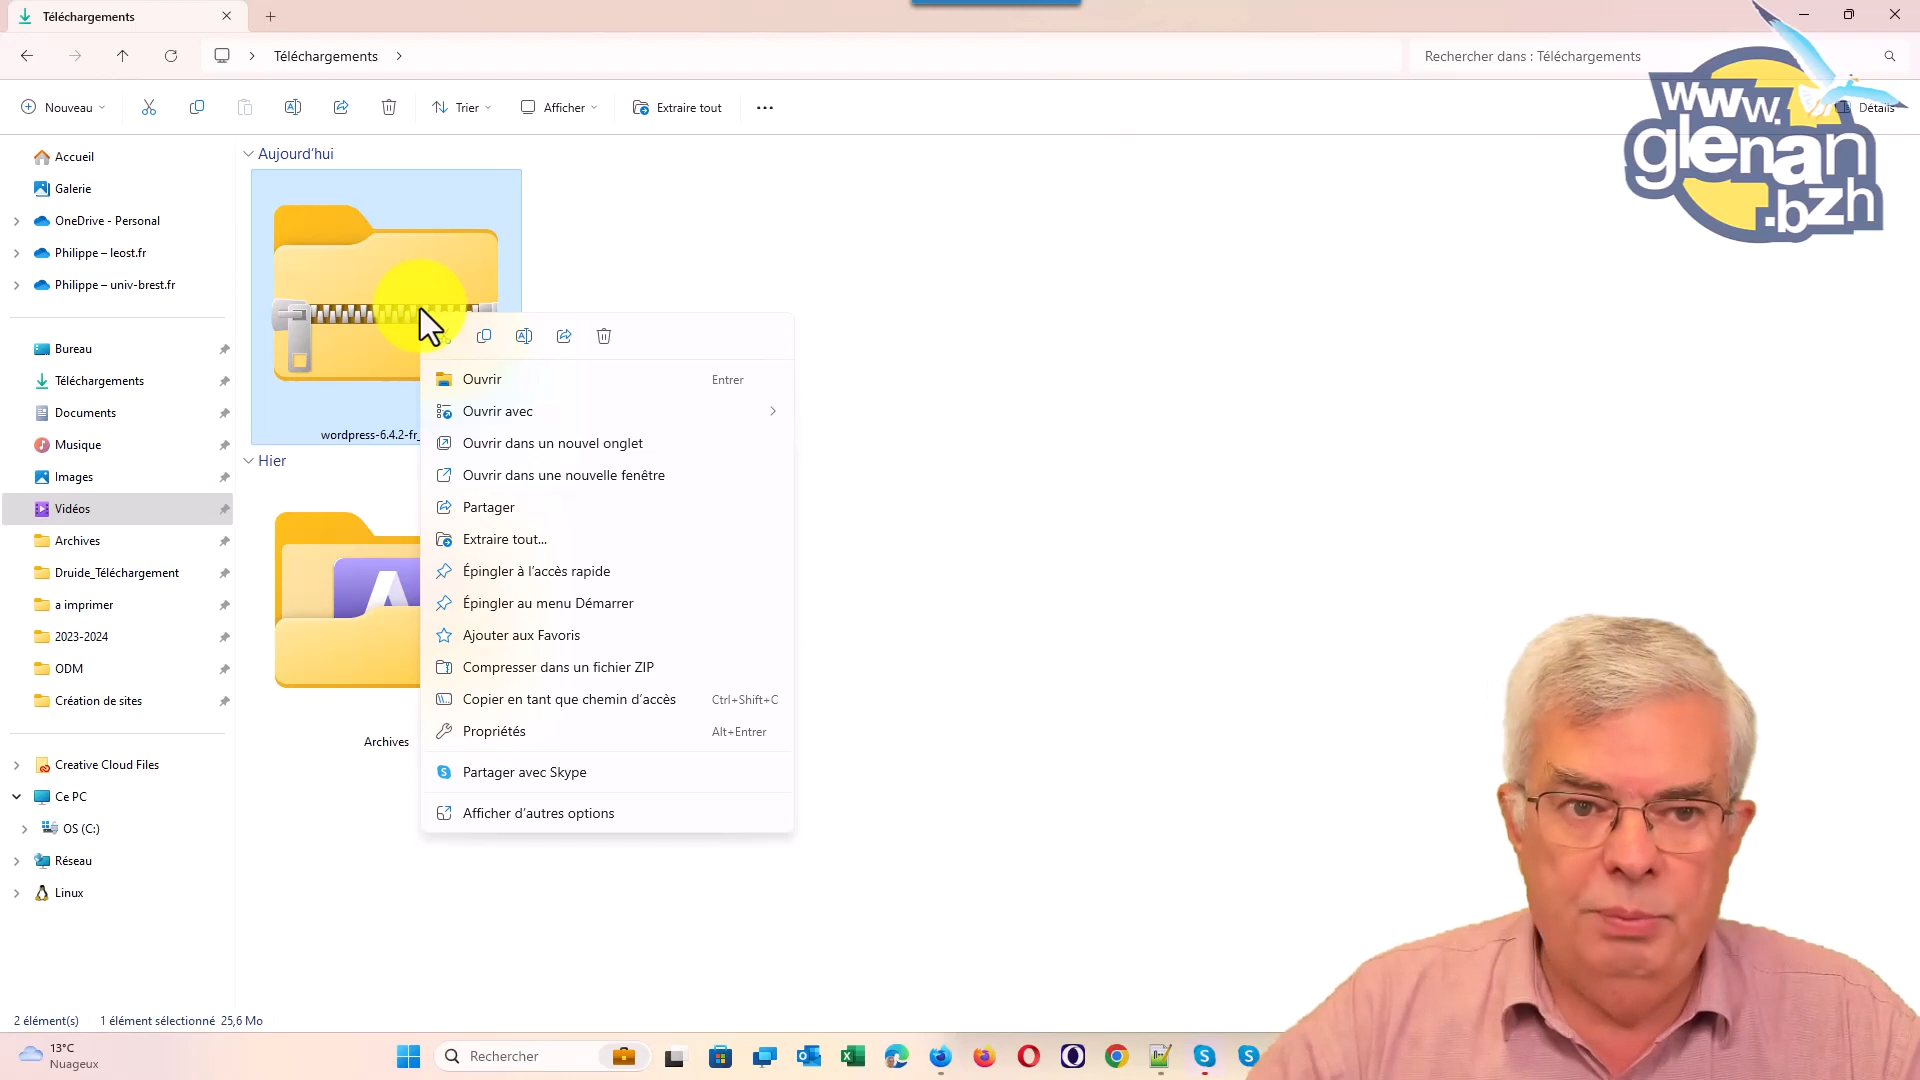 Téléchargements
Téléchargements
Rechercher dans : Téléchargements
Nouveau
Trier
Afficher
Extraire tout
Détails
www.
glenan
.bzh
Accueil
Galerie
OneDrive - Personal
Philippe – leost.fr
Philippe – univ-brest.fr
Bureau
Téléchargements
Documents
Musique
Images
Vidéos
Archives
Druide_Téléchargement
a imprimer
2023-2024
ODM
Création de sites
Creative Cloud Files
Ce PC
OS (C:)
Réseau
Linux
Aujourd'hui
wordpress-6.4.2-fr_
Hier
Archives
Ouvrir Entrer
Ouvrir avec
Ouvrir dans un nouvel onglet
Ouvrir dans une nouvelle fenêtre
Partager
Extraire tout...
Épingler à l'accès rapide
Épingler au menu Démarrer
Ajouter aux Favoris
Compresser dans un fichier ZIP
Copier en tant que chemin d'accès Ctrl+Shift+C
Propriétés Alt+Entrer
Partager avec Skype
Afficher d'autres options
2 élément(s) 1 élément sélectionné 25,6 Mo
13°C
Nuageux
Rechercher